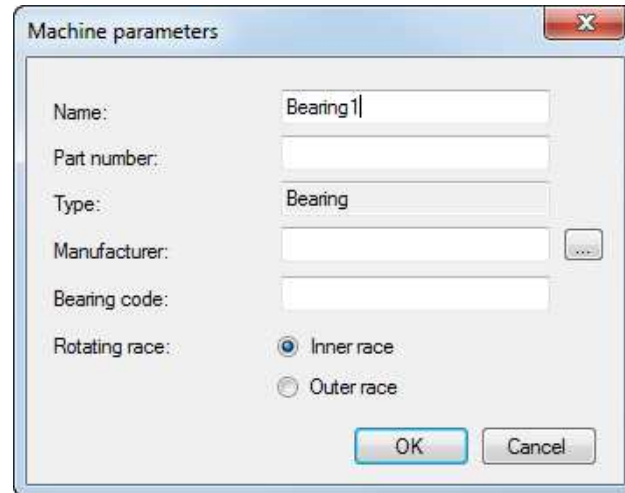 Machine parameters
Name: Bearing1
Part number:
Type: Bearing
Manufacturer: ...
Bearing code:
Rotating race: Inner race
Outer race
OK Cancel